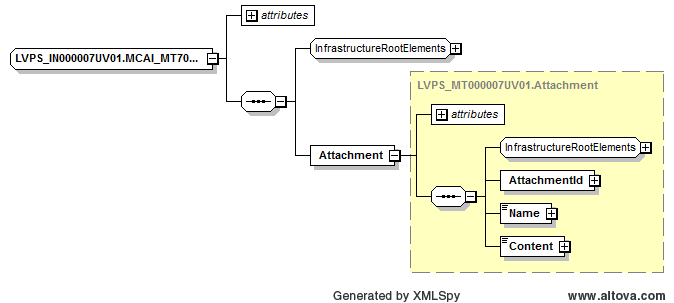 attributes
LVPS_IN000007UV01.MCAI_MT70...
InfrastructureRootElements
LVPS_MT000007UV01.Attachment
attributes
Attachment
InfrastructureRootElements
AttachmentId
Name
Content
Generated by XMLSpy
www.altova.com